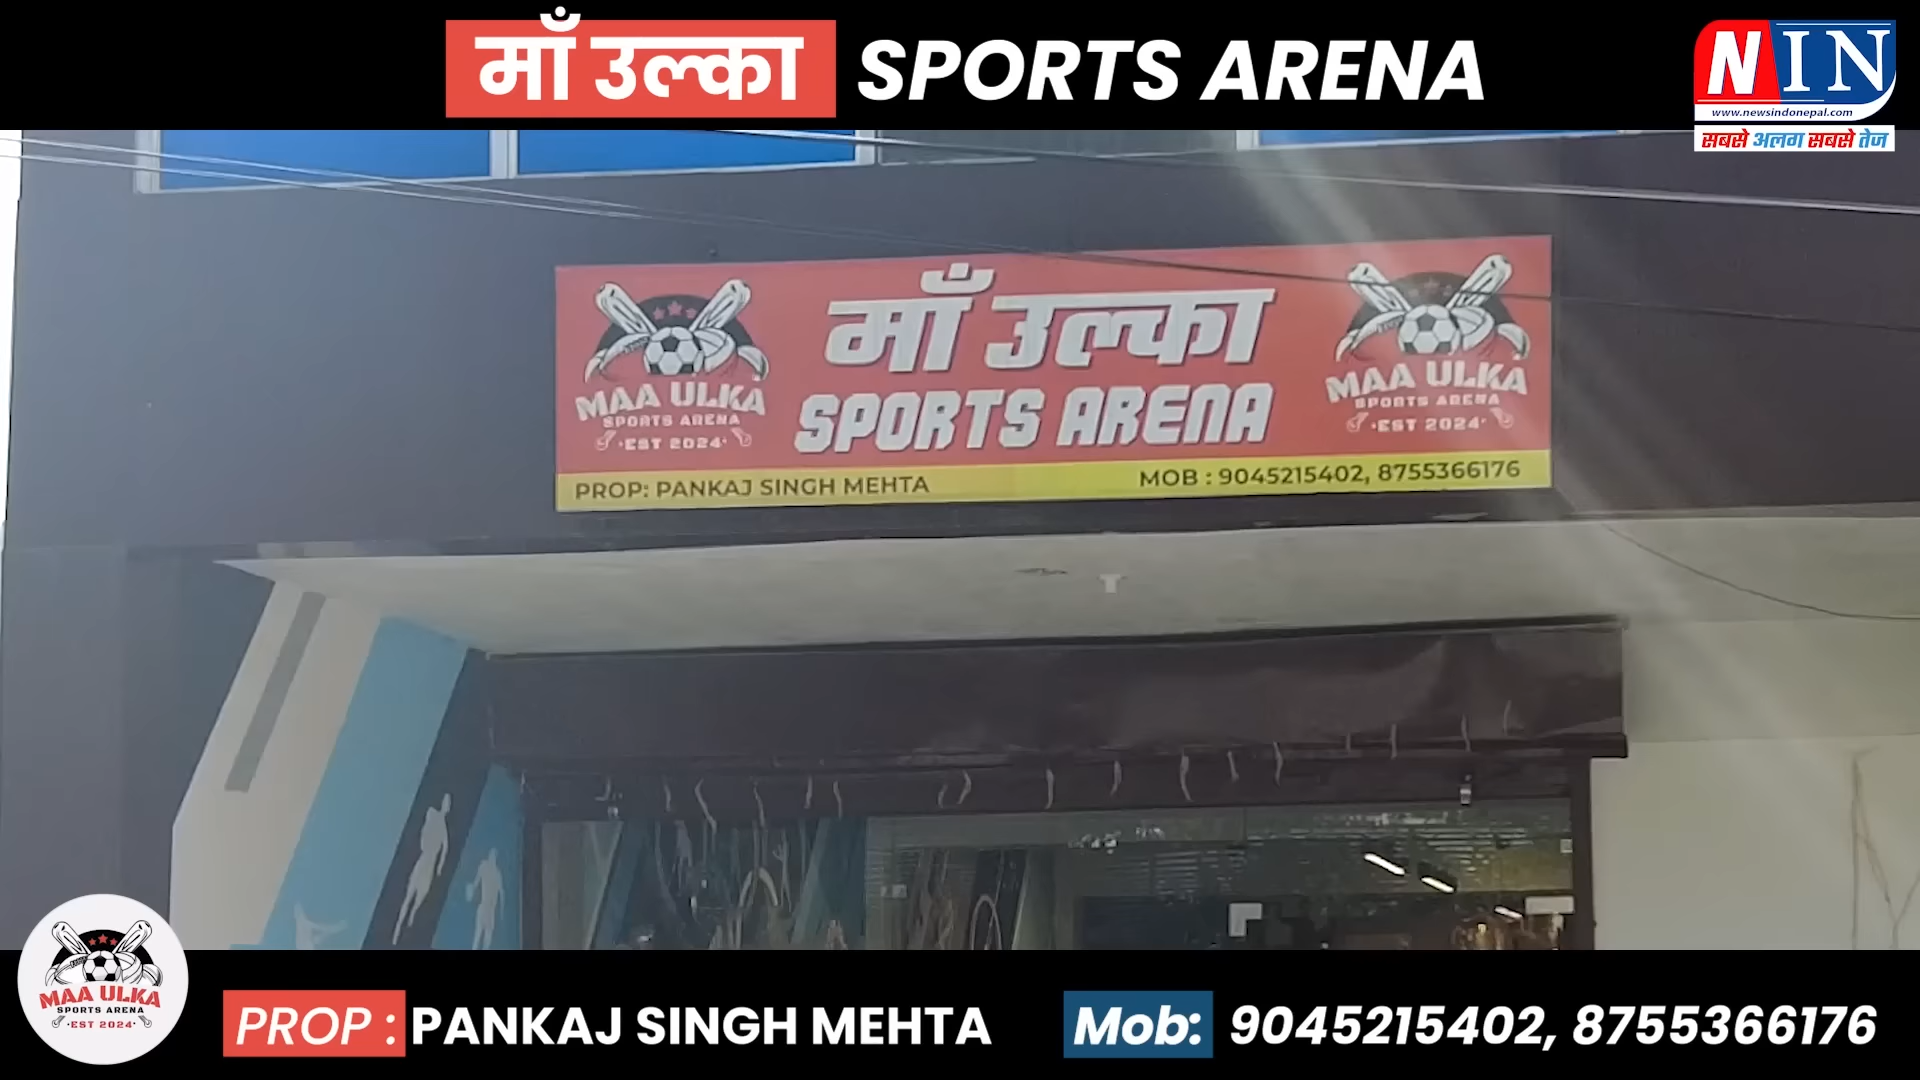 माँ उल्का SPORTS ARENA
NIN
www.newsindonepal.com
सबसे अलग सबसे तेज
माँ उल्का
SPORTS ARENA
MAA ULKA
SPORTS ARENA
·EST 2024·
MAA ULKA
SPORTS ARENA
·EST 2024·
PROP: PANKAJ SINGH MEHTA MOB : 9045215402, 8755366176
MAA ULKA
SPORTS ARENA
·EST 2024·
PROP : PANKAJ SINGH MEHTA Mob: 9045215402, 8755366176